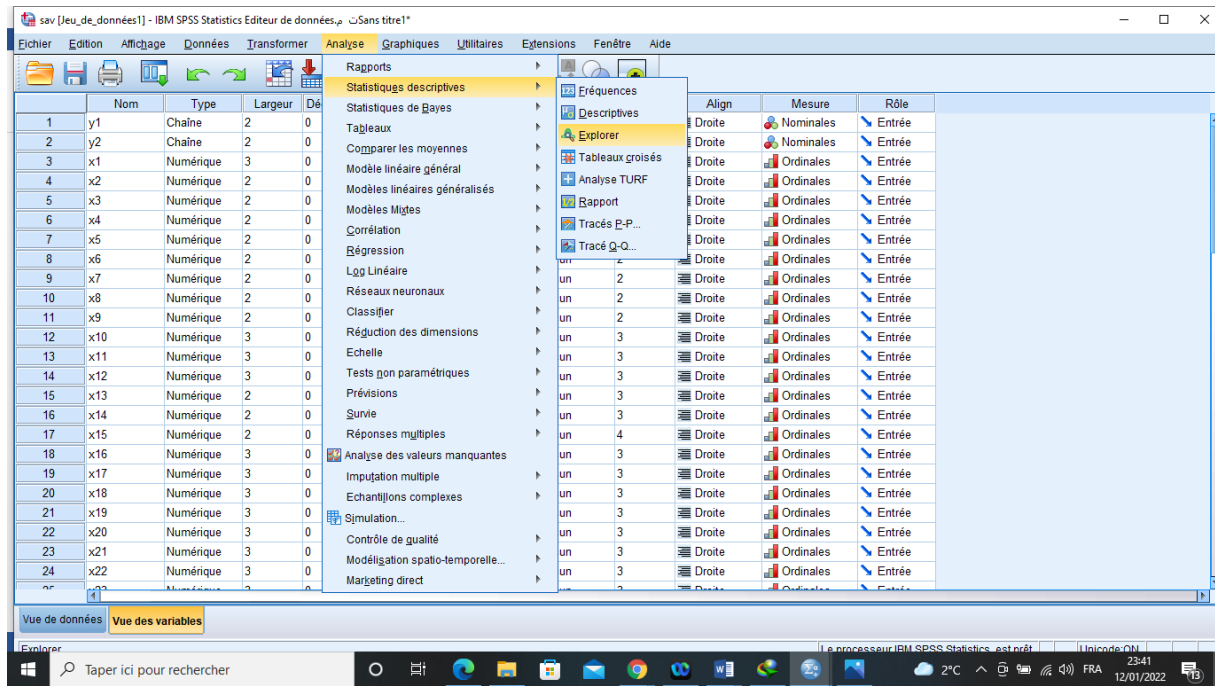 sav [Jeu_de_données1] - IBM SPSS Statistics Editeur de données.م تSans titre1*
Fichier Edition Affichage Données Transformer Analyse Graphiques Utilitaires Extensions Fenêtre Aide
Nom Type Largeur Dé Align Mesure Rôle
1 y1 Chaîne 2 0 Droite Nominales Entrée
2 y2 Chaîne 2 0 Droite Nominales Entrée
3 x1 Numérique 2 0 Droite Ordinales Entrée
4 x2 Numérique 2 0 Droite Ordinales Entrée
5 x3 Numérique 2 0 Droite Ordinales Entrée
6 x4 Numérique 2 0 Droite Ordinales Entrée
7 x5 Numérique 2 0 Droite Ordinales Entrée
8 x6 Numérique 2 0 un 2 Droite Ordinales Entrée
9 x7 Numérique 2 0 un 2 Droite Ordinales Entrée
10 x8 Numérique 2 0 un 2 Droite Ordinales Entrée
11 x9 Numérique 2 0 un 2 Droite Ordinales Entrée
12 x10 Numérique 3 0 un 3 Droite Ordinales Entrée
13 x11 Numérique 3 0 un 3 Droite Ordinales Entrée
14 x12 Numérique 3 0 un 3 Droite Ordinales Entrée
15 x13 Numérique 2 0 un 3 Droite Ordinales Entrée
16 x14 Numérique 2 0 un 3 Droite Ordinales Entrée
17 x15 Numérique 2 0 un 4 Droite Ordinales Entrée
18 x16 Numérique 3 0 un 3 Droite Ordinales Entrée
19 x17 Numérique 3 0 un 3 Droite Ordinales Entrée
20 x18 Numérique 3 0 un 3 Droite Ordinales Entrée
21 x19 Numérique 3 0 un 3 Droite Ordinales Entrée
22 x20 Numérique 3 0 un 3 Droite Ordinales Entrée
23 x21 Numérique 3 0 un 3 Droite Ordinales Entrée
24 x22 Numérique 3 0 un 3 Droite Ordinales Entrée
Rapports
Statistiques descriptives
Statistiques de Bayes
Tableaux
Comparer les moyennes
Modèle linéaire général
Modèles linéaires généralisés
Modèles Mixtes
Corrélation
Régression
Log Linéaire
Réseaux neuronaux
Classifier
Réduction des dimensions
Echelle
Tests non paramétriques
Prévisions
Survie
Réponses multiples
Analyse des valeurs manquantes
Imputation multiple
Echantillons complexes
Simulation...
Contrôle de qualité
Modélisation spatio-temporelle...
Marketing direct
Fréquences
Descriptives
Explorer
Tableaux croisés
Analyse TURF
Rapport
Tracés P-P...
Tracé Q-Q...
Vue de données Vue des variables
Explorer Le processeur IBM SPSS Statistics est prêt Unicode:ON
Taper ici pour rechercher 2°C FRA 23:41
12/01/2022 13